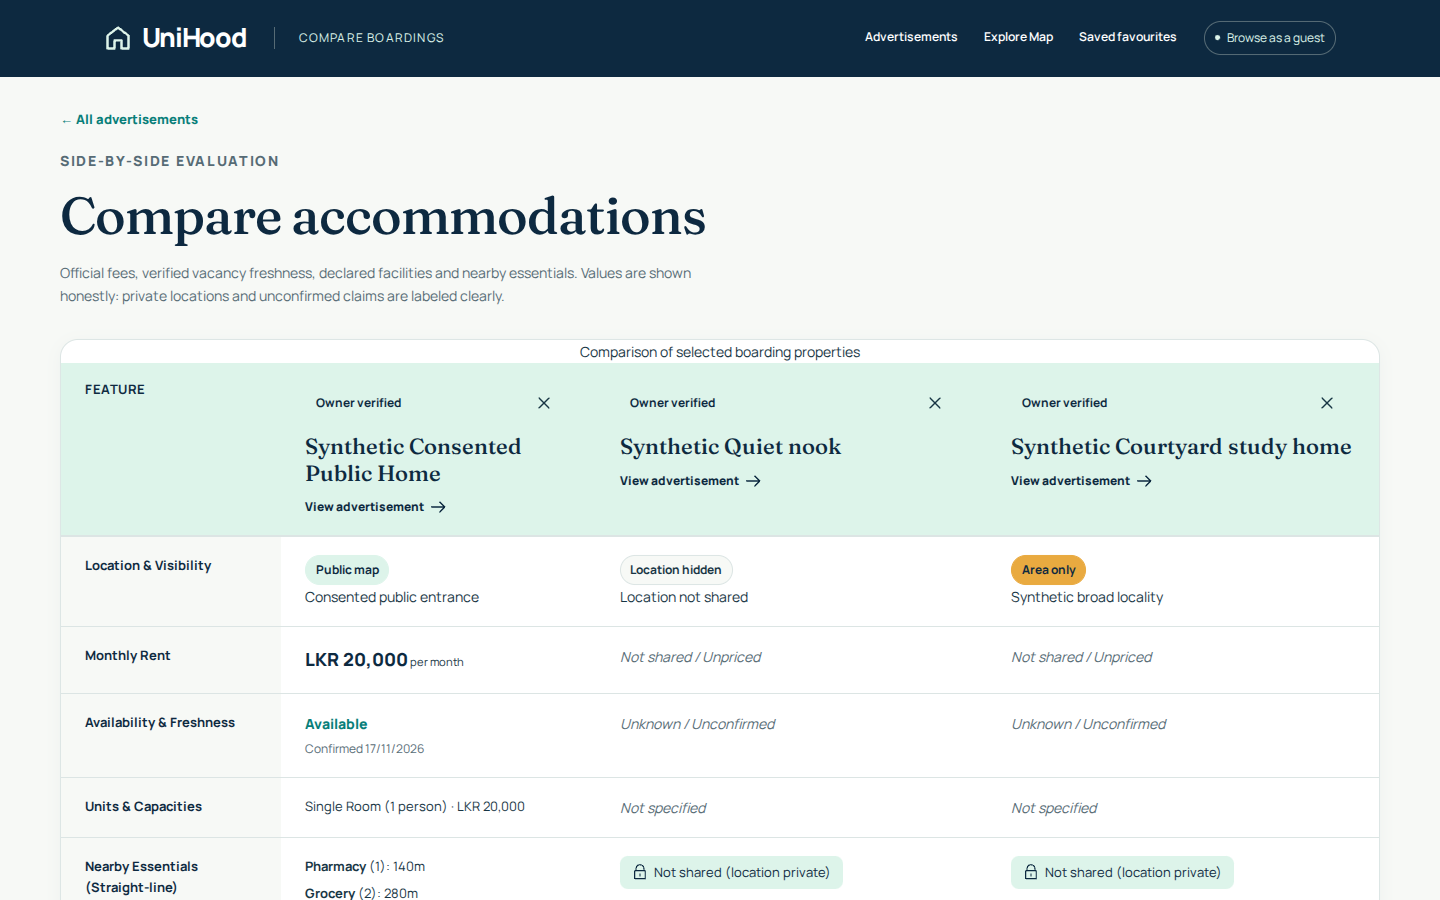 UniHood
COMPARE BOARDINGS
Advertisements
Explore Map
Saved favourites
Browse as a guest
← All advertisements
SIDE-BY-SIDE EVALUATION
Compare accommodations
Official fees, verified vacancy freshness, declared facilities and nearby essentials. Values are shown
honestly: private locations and unconfirmed claims are labeled clearly.
Comparison of selected boarding properties
FEATURE
Owner verified
Synthetic Consented
Public Home
View advertisement →
Owner verified
Synthetic Quiet nook
View advertisement →
Owner verified
Synthetic Courtyard study home
View advertisement →
Location & Visibility
Public map
Consented public entrance
Location hidden
Location not shared
Area only
Synthetic broad locality
Monthly Rent
LKR 20,000 per month
Not shared / Unpriced
Not shared / Unpriced
Availability & Freshness
Available
Confirmed 17/11/2026
Unknown / Unconfirmed
Unknown / Unconfirmed
Units & Capacities
Single Room (1 person) · LKR 20,000
Not specified
Not specified
Nearby Essentials
(Straight-line)
Pharmacy (1): 140m
Grocery (2): 280m
Not shared (location private)
Not shared (location private)